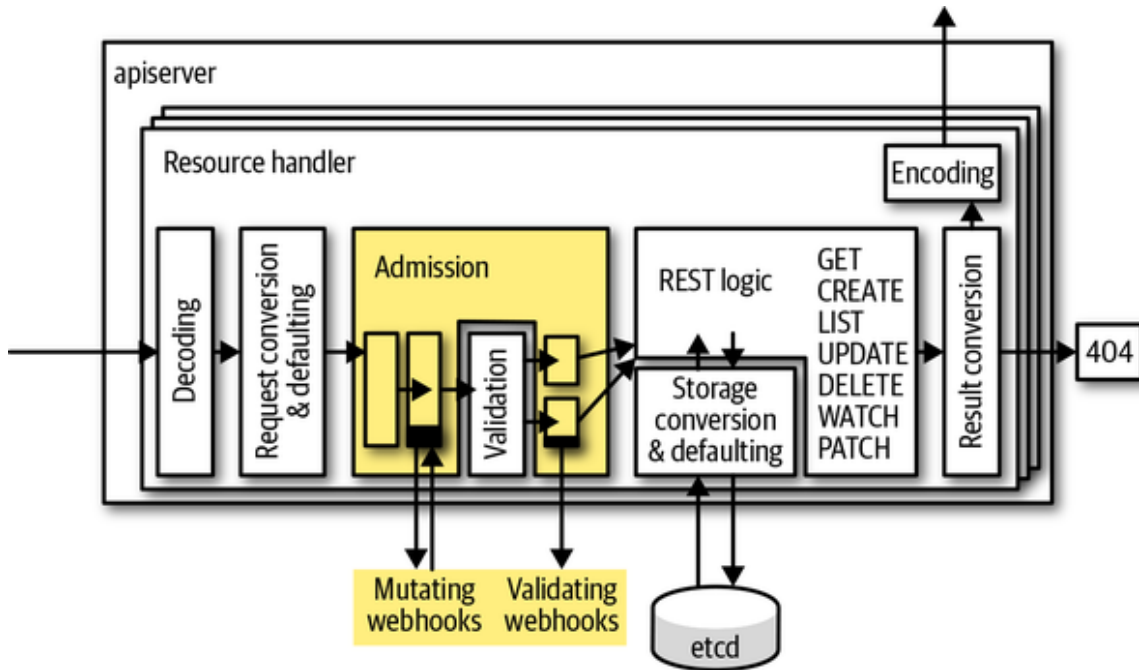 apiserver
Resource handler
Encoding
Decoding
Request conversion
& defaulting
Admission
Validation
REST logic
Storage
conversion
& defaulting
GET
CREATE
LIST
UPDATE
DELETE
WATCH
PATCH
Result conversion
404
Mutating
webhooks
Validating
webhooks
etcd